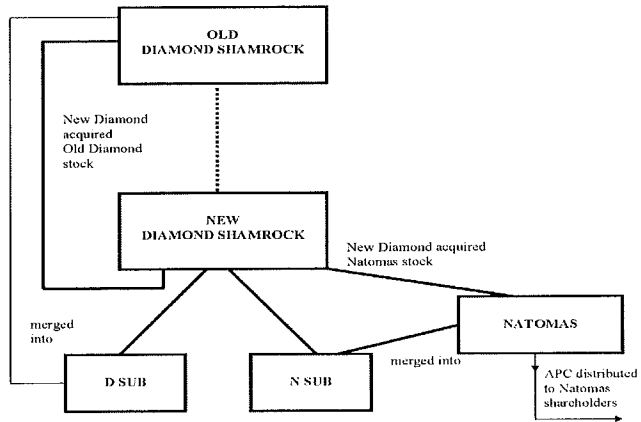 OLD
DIAMOND SHAMROCK
New Diamond
acquired
Old Diamond
stock
NEW
DIAMOND SHAMROCK
New Diamond acquired
Natomas stock
NATOMAS
merged
into
merged into
D SUB
N SUB
APC distributed
to Natomas
shareholders